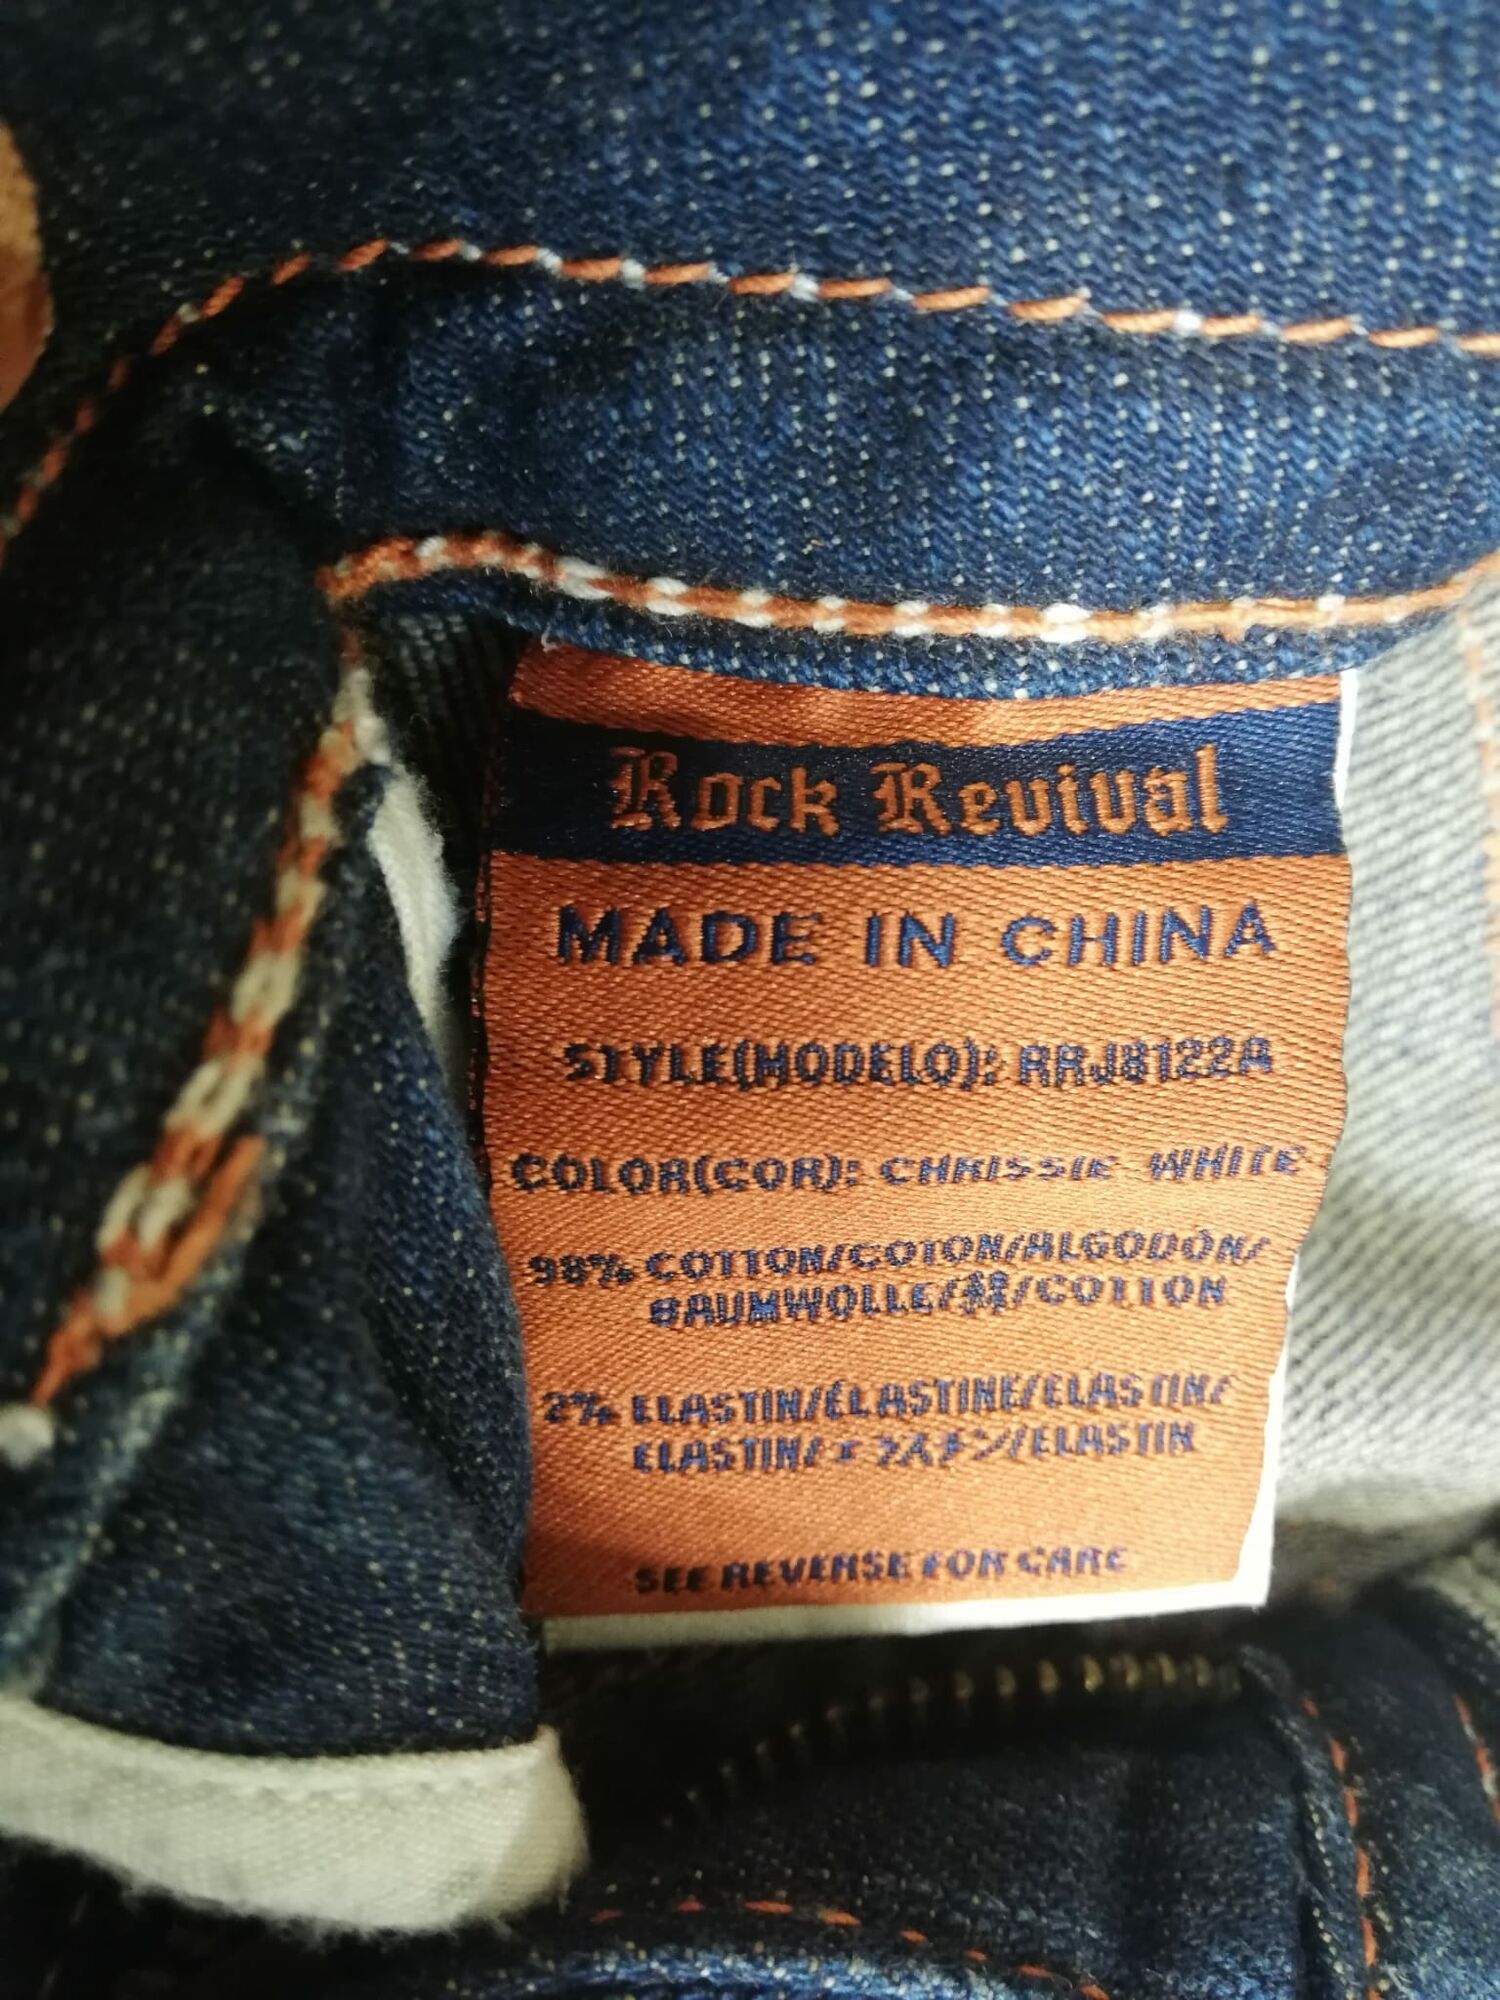 Rock Revival
MADE IN CHINA
STYLE(MODELO): RRJ8122A
COLOR(COR): CHRISSIE WHITE
98% COTTON/COTON/ALGODÓN/
BAUMWOLLE/綿/COTTON
2% ELASTIN/ÉLASTINE/ELASTIN/
ELASTIN/エラスチン/ELASTIN
SEE REVERSE FOR CARE